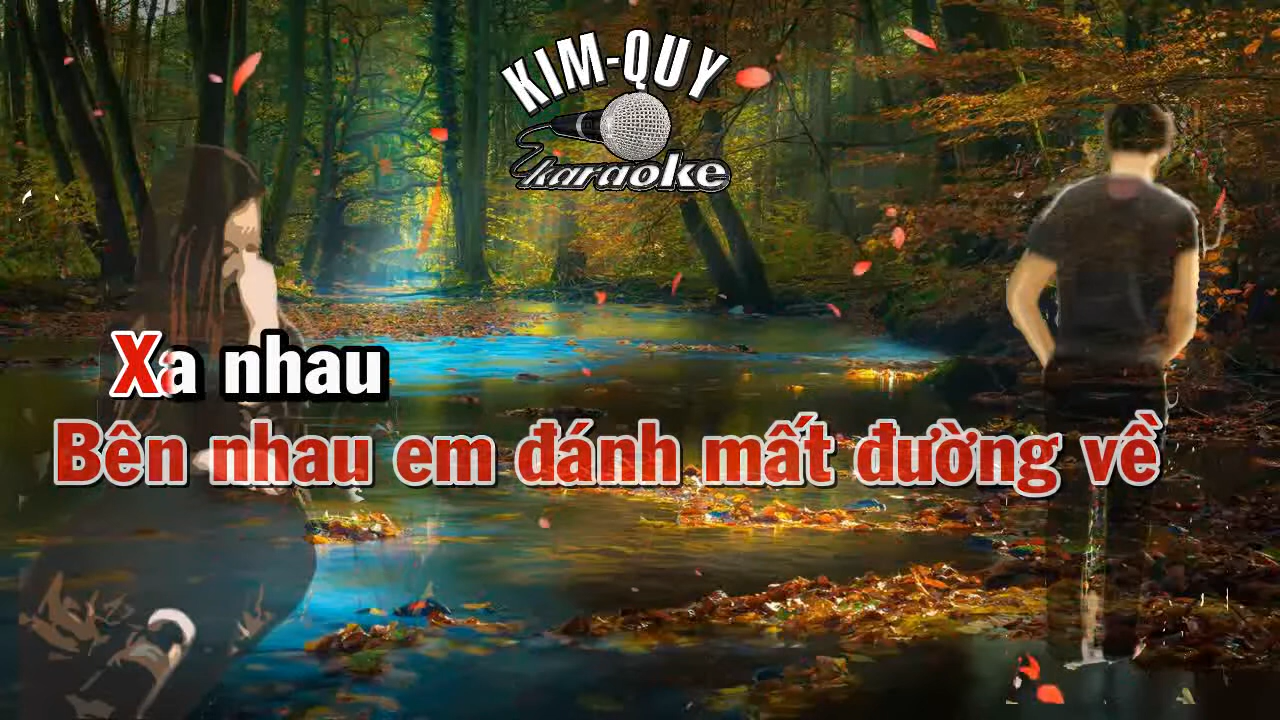 KIM-QUY
karaoke
Xa nhau
Bên nhau em đánh mất đường về